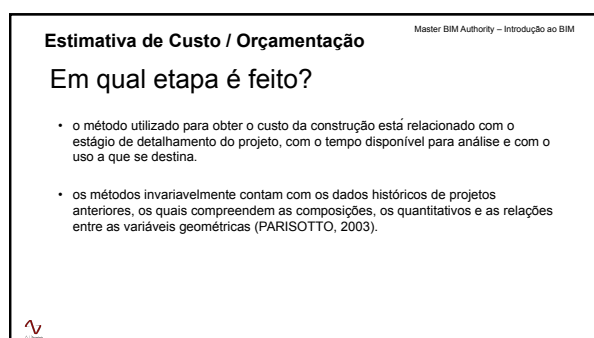 Master BIM Authority – Introdução ao BIM
Estimativa de Custo / Orçamentação
Em qual etapa é feito?
• o método utilizado para obter o custo da construção está relacionado com o
estágio de detalhamento do projeto, com o tempo disponível para análise e com o
uso a que se destina.
• os métodos invariavelmente contam com os dados históricos de projetos
anteriores, os quais compreendem as composições, os quantitativos e as relações
entre as variáveis geométricas (PARISOTTO, 2003).